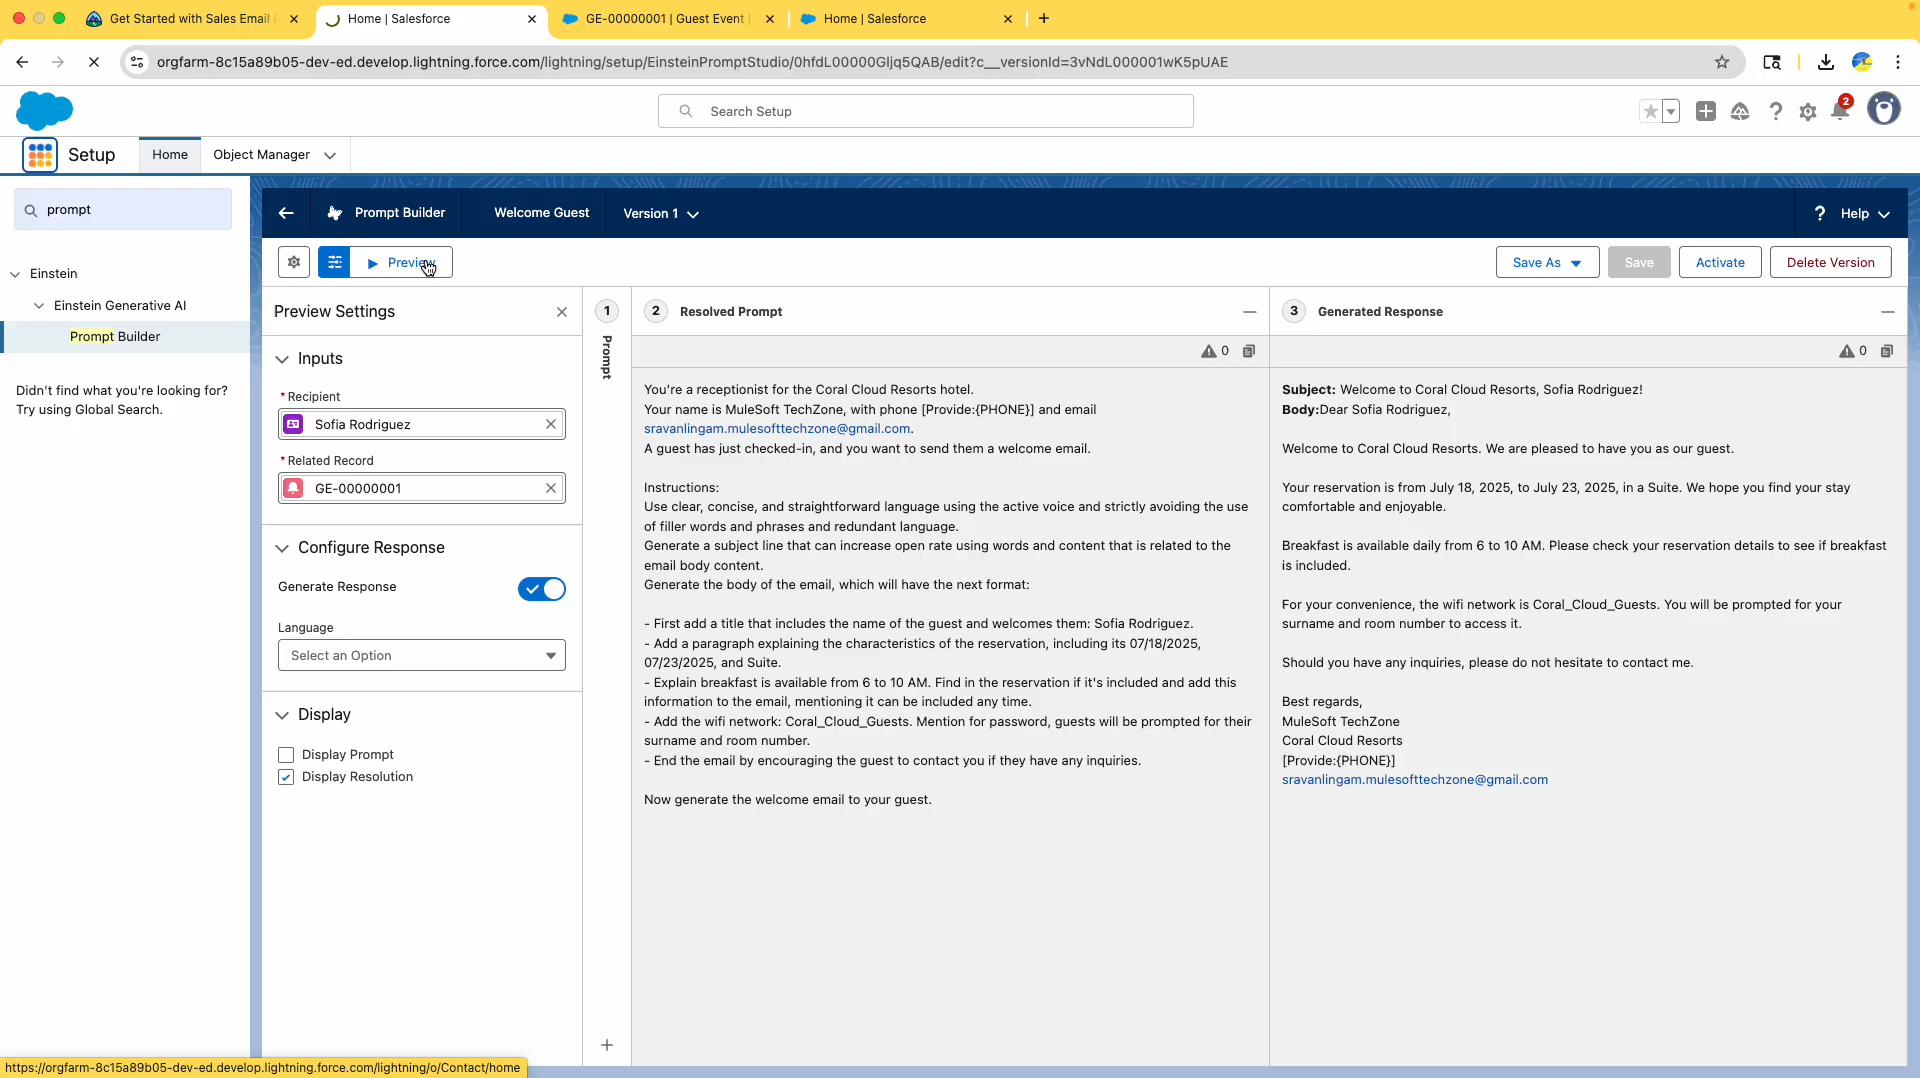 Get Started with Sales Email
Home | Salesforce
GE-00000001 | Guest Event
Home | Salesforce
orgfarm-8c15a89b05-dev-ed.develop.lightning.force.com/lightning/setup/EinsteinPromptStudio/0hfdL00000Gljq5QAB/edit?c__versionId=3vNdL000001wK5pUAE
Search Setup
2
Setup
Home
Object Manager
prompt
Einstein
Einstein Generative AI
Prompt Builder
Didn't find what you're looking for?
Try using Global Search.
Prompt Builder
Welcome Guest
Version 1
Help
Preview
Save As
Save
Activate
Delete Version
Preview Settings
Inputs
* Recipient
Sofia Rodriguez
* Related Record
GE-00000001
Configure Response
Generate Response
Language
Select an Option
Display
Display Prompt
Display Resolution
1
Prompt
2
Resolved Prompt
0
You're a receptionist for the Coral Cloud Resorts hotel.
Your name is MuleSoft TechZone, with phone [Provide:{PHONE}] and email
sravanlingam.mulesofttechzone@gmail.com.
A guest has just checked-in, and you want to send them a welcome email.
Instructions:
Use clear, concise, and straightforward language using the active voice and strictly avoiding the use
of filler words and phrases and redundant language.
Generate a subject line that can increase open rate using words and content that is related to the
email body content.
Generate the body of the email, which will have the next format:
- First add a title that includes the name of the guest and welcomes them: Sofia Rodriguez.
- Add a paragraph explaining the characteristics of the reservation, including its 07/18/2025,
07/23/2025, and Suite.
- Explain breakfast is available from 6 to 10 AM. Find in the reservation if it's included and add this
information to the email, mentioning it can be included any time.
- Add the wifi network: Coral_Cloud_Guests. Mention for password, guests will be prompted for their
surname and room number.
- End the email by encouraging the guest to contact you if they have any inquiries.
Now generate the welcome email to your guest.
3
Generated Response
0
Subject: Welcome to Coral Cloud Resorts, Sofia Rodriguez!
Body:Dear Sofia Rodriguez,
Welcome to Coral Cloud Resorts. We are pleased to have you as our guest.
Your reservation is from July 18, 2025, to July 23, 2025, in a Suite. We hope you find your stay
comfortable and enjoyable.
Breakfast is available daily from 6 to 10 AM. Please check your reservation details to see if breakfast
is included.
For your convenience, the wifi network is Coral_Cloud_Guests. You will be prompted for your
surname and room number to access it.
Should you have any inquiries, please do not hesitate to contact me.
Best regards,
MuleSoft TechZone
Coral Cloud Resorts
[Provide:{PHONE}]
sravanlingam.mulesofttechzone@gmail.com
https://orgfarm-8c15a89b05-dev-ed.develop.lightning.force.com/lightning/o/Contact/home